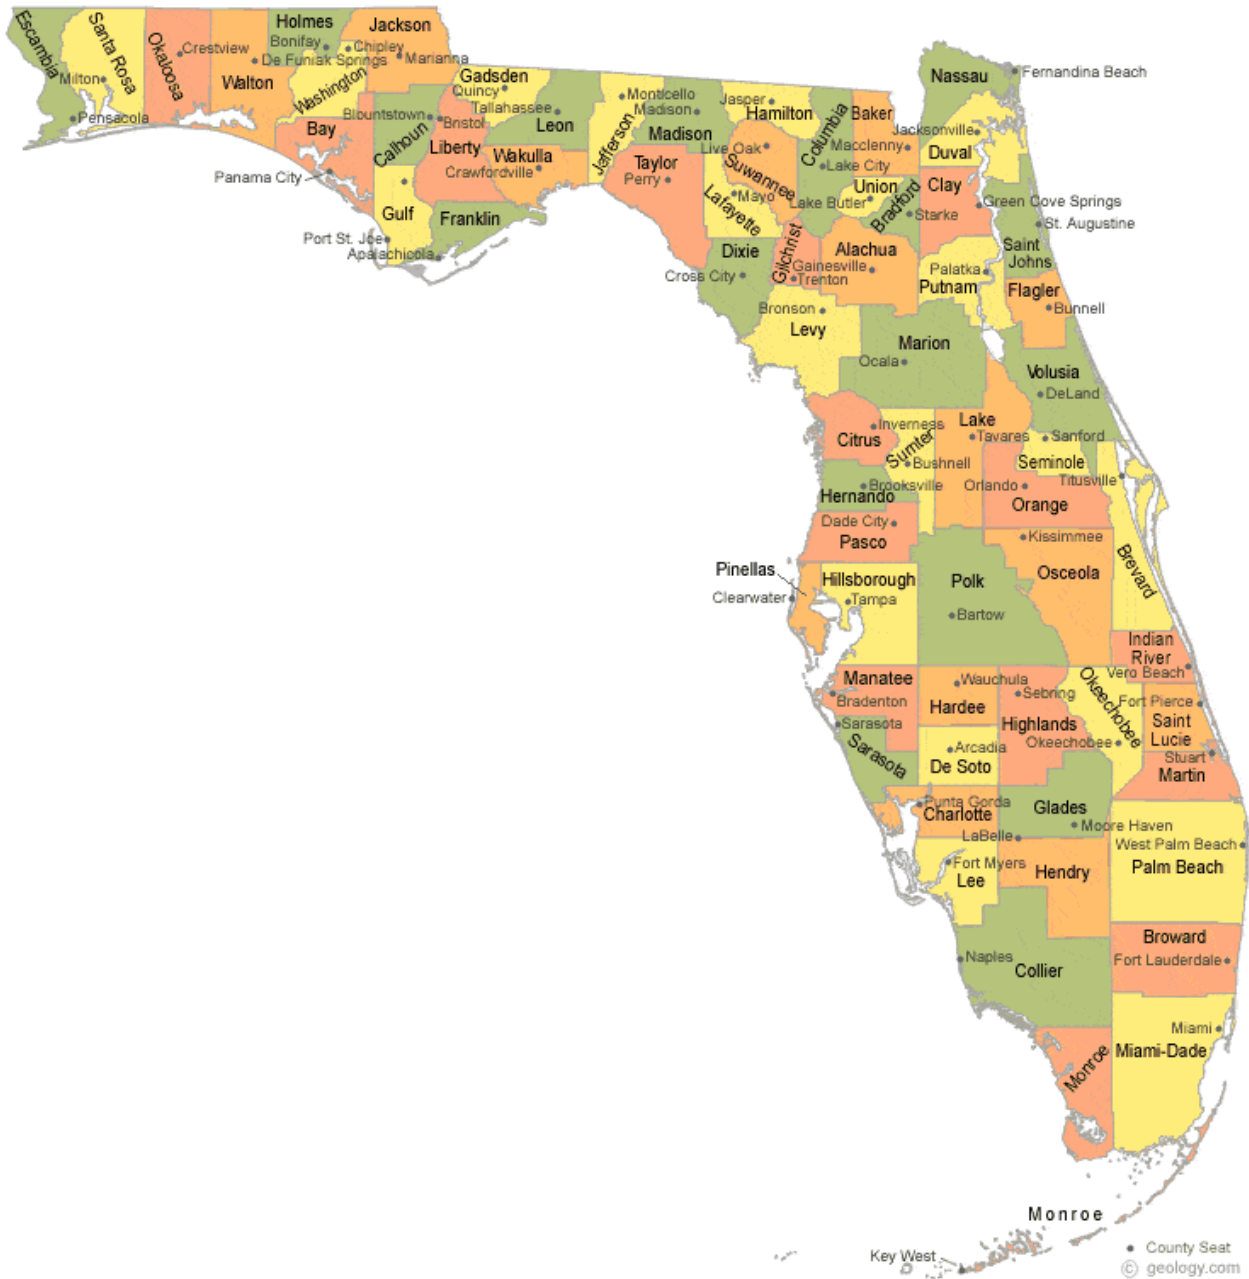 Escambia
Santa Rosa
Okaloosa
Holmes
Jackson
Bonifay
Chipley
Crestview
De Funiak Springs
Marianna
Milton
Walton
Washington
Gadsden
Quincy
Pensacola
Blountstown
Bristol
Tallahassee
Leon
Bay
Calhoun
Liberty
Wakulla
Crawfordville
Panama City
Gulf
Franklin
Port St. Joe
Apalachicola
Monticello
Jefferson
Madison
Madison
Jasper
Hamilton
Columbia
Baker
Nassau
Fernandina Beach
Jacksonville
Duval
Macclenny
Live Oak
Suwannee
Lake City
Taylor
Perry
Lafayette
Mayo
Union
Lake Butler
Bradford
Starke
Clay
Green Cove Springs
St. Augustine
Saint
Johns
Dixie
Cross City
Gilchrist
Trenton
Alachua
Gainesville
Palatka
Putnam
Flagler
Bunnell
Bronson
Levy
Marion
Ocala
Volusia
DeLand
Citrus
Inverness
Sumter
Bushnell
Lake
Tavares
Sanford
Seminole
Titusville
Hernando
Brooksville
Orlando
Orange
Dade City
Pasco
Kissimmee
Osceola
Brevard
Pinellas
Clearwater
Hillsborough
Tampa
Polk
Bartow
Indian
River
Vero Beach
Manatee
Bradenton
Wauchula
Hardee
Sebring
Highlands
Okeechobee
Okeechobee
Fort Pierce
Saint
Lucie
Sarasota
Sarasota
Arcadia
De Soto
Stuart
Martin
Punta Gorda
Charlotte
Glades
Moore Haven
LaBelle
West Palm Beach
Palm Beach
Fort Myers
Lee
Hendry
Broward
Fort Lauderdale
Naples
Collier
Miami
Miami-Dade
Monroe
Monroe
Key West
County Seat
© geology.com